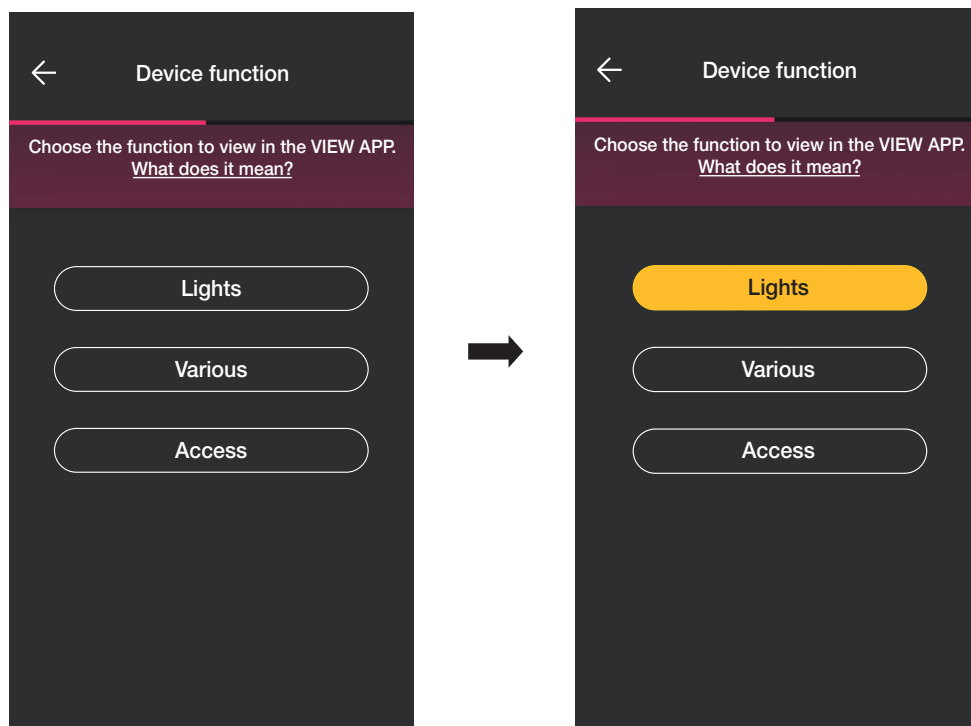 Device function
Choose the function to view in the VIEW APP.
What does it mean?
Lights
Various
Access
Device function
Choose the function to view in the VIEW APP.
What does it mean?
Lights
Various
Access